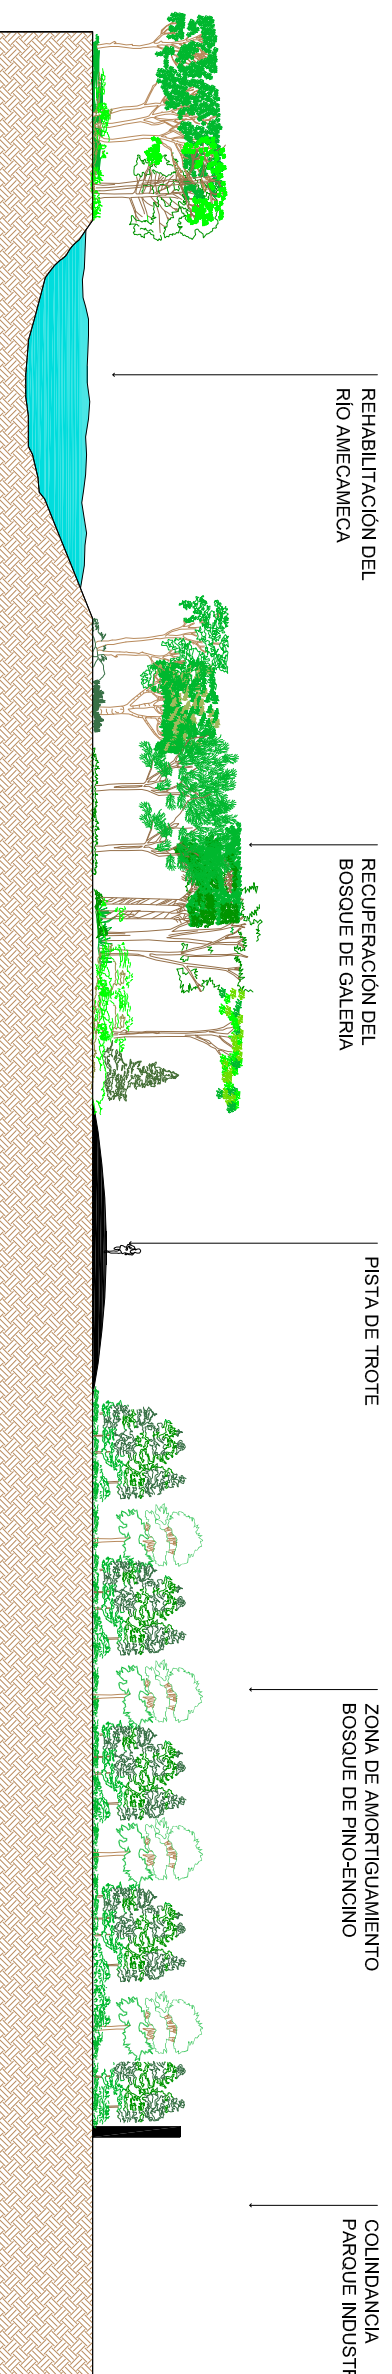 REHABILITACIÓN DEL
RÍO AMECAMECA
RECUPERACIÓN DEL
BOSQUE DE GALERIA
PISTA DE TROTE
ZONA DE AMORTIGUAMIENTO
BOSQUE DE PINO-ENCINO
COLINDANCIA
PARQUE